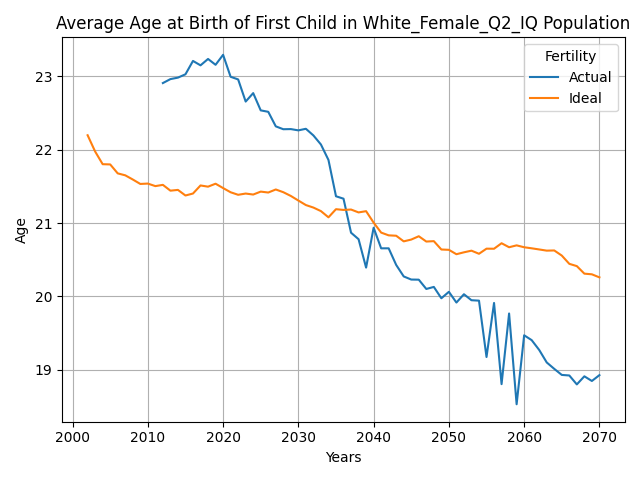 Average Age at Birth of First Child in White_Female_Q2_IQ Population
Fertility
Actual
Ideal
Age
23
22
21
20
19
2000 2010 2020 2030 2040 2050 2060 2070
Years